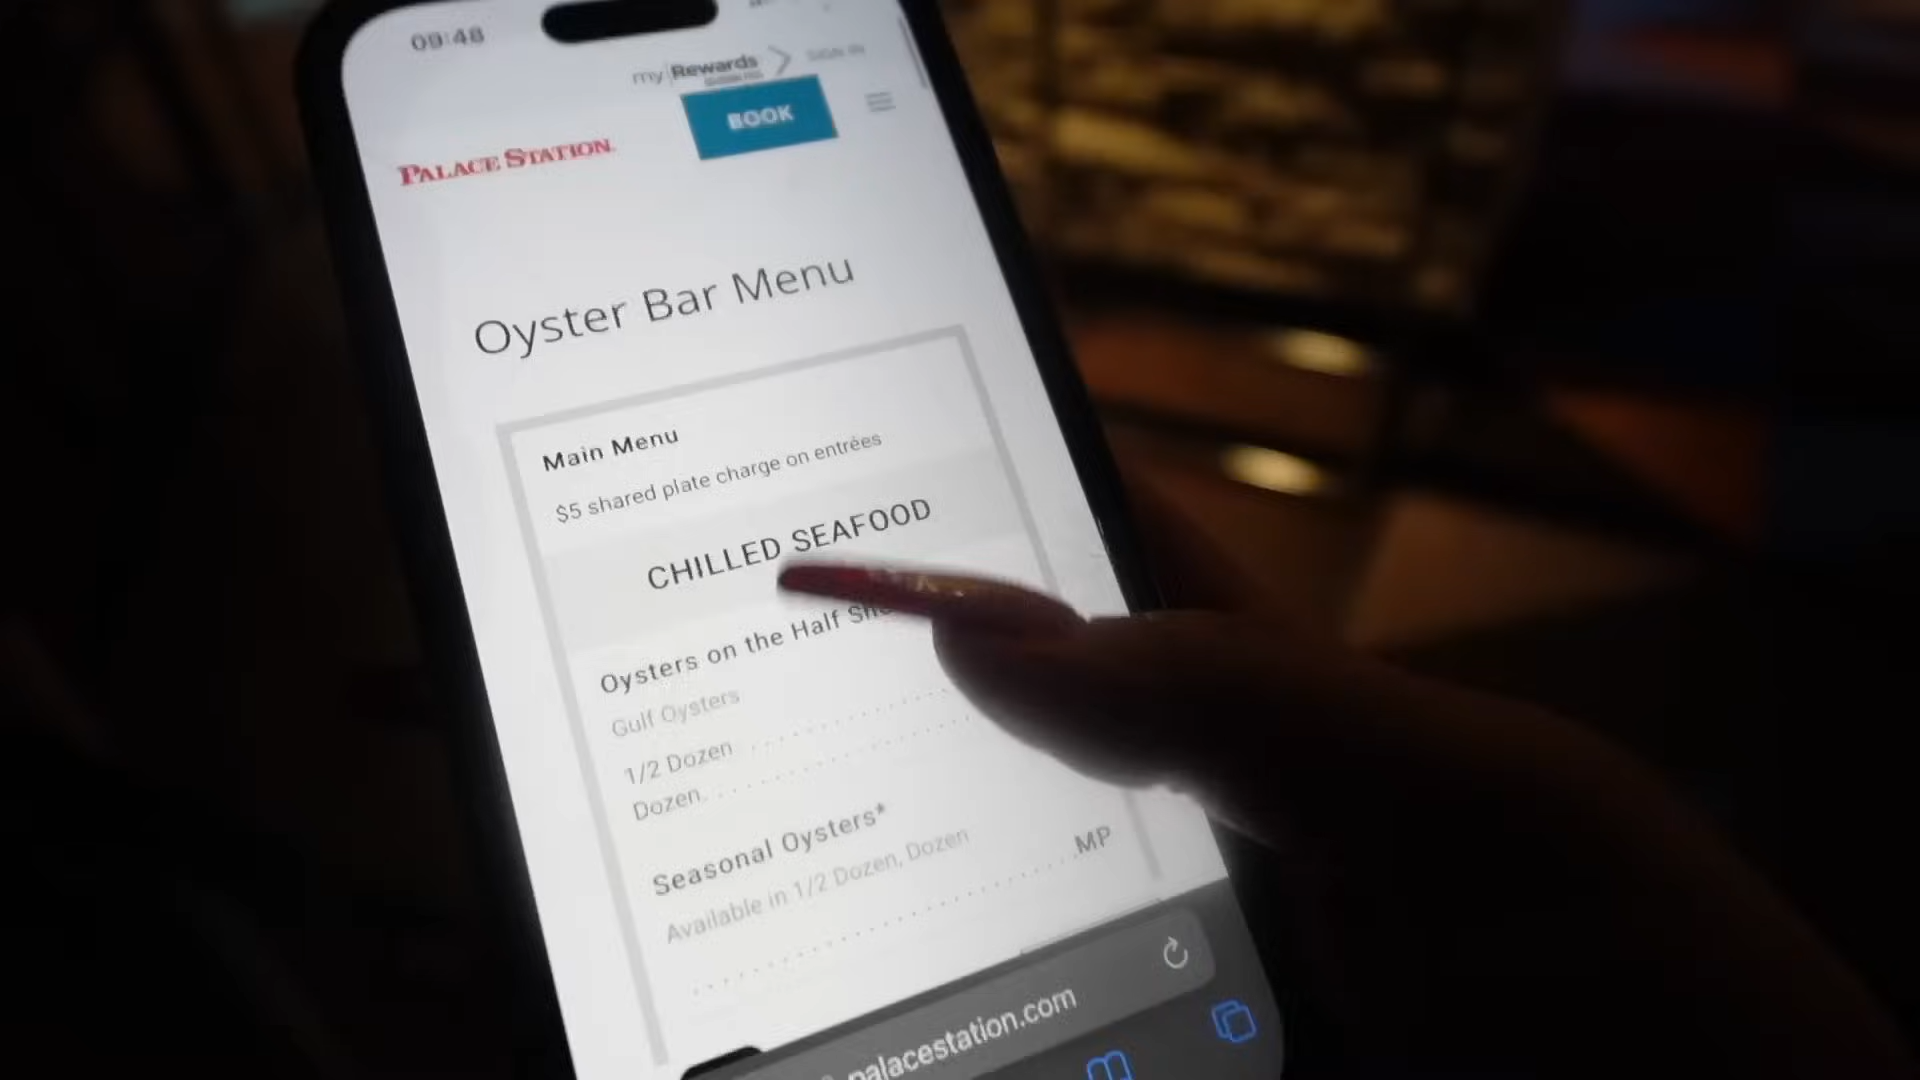 09:48
my Rewards
SIGN IN
BOOK
PALACE STATION
Oyster Bar Menu
Main Menu
$5 shared plate charge on entrées
CHILLED SEAFOOD
Oysters on the Half
Gulf Oysters
1/2 Dozen
Dozen
Seasonal Oysters*
Available in 1/2 Dozen, Dozen
MP
palacestation.com